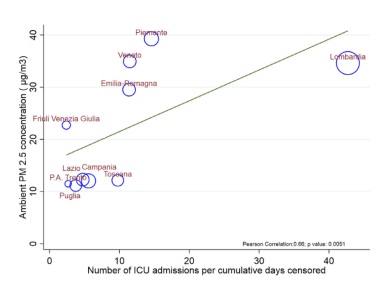 Piemonte
Veneto
Lombardia
Emilia-Romagna
Friuli Venezia Giulia
Lazio Campania
P.A. Trento
Toscana
Puglia
Ambient PM 2.5 concentration ( µg/m3)
0 10 20 30 40
0 10 20 30 40
Number of ICU admissions per cumulative days censored
Pearson Correlation:0.66; p value: 0.0051